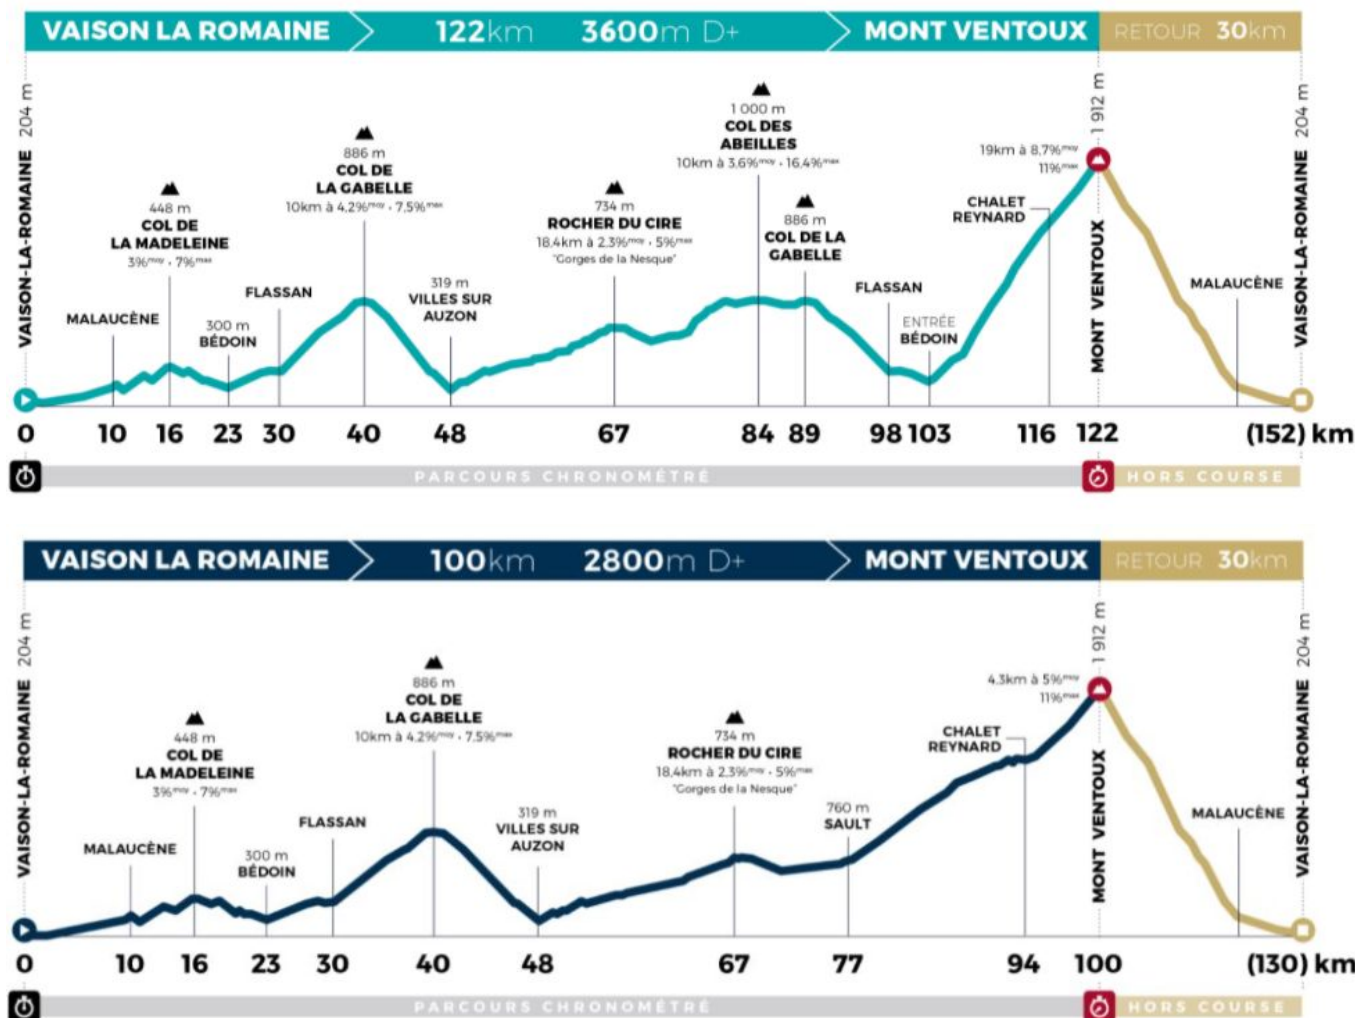 VAISON LA ROMAINE 122km 3600m D+ MONT VENTOUX RETOUR 30km
VAISON-LA-ROMAINE 204 m
MALAUCÈNE
448 m
COL DE
LA MADELEINE
3%moy • 7%max
300 m
BÉDOIN
FLASSAN
886 m
COL DE
LA GABELLE
10km à 4,2%moy • 7,5%max
319 m
VILLES SUR
AUZON
734 m
ROCHER DU CIRE
18,4km à 2,3%moy • 5%max
"Gorges de la Nesque"
1 000 m
COL DES
ABEILLES
10km à 3,6%moy • 16,4%max
886 m
COL DE LA
GABELLE
FLASSAN
ENTRÉE
BÉDOIN
CHALET
REYNARD
19km à 8,7%moy
11%max
MONT VENTOUX 1 912 m
MALAUCÈNE
VAISON-LA-ROMAINE 204 m
0 10 16 23 30 40 48 67 84 89 98 103 116 122 (152) km
PARCOURS CHRONOMÉTRÉ HORS COURSE
VAISON LA ROMAINE 100km 2800m D+ MONT VENTOUX RETOUR 30km
VAISON-LA-ROMAINE 204 m
MALAUCÈNE
448 m
COL DE
LA MADELEINE
3%moy • 7%max
300 m
BÉDOIN
FLASSAN
886 m
COL DE
LA GABELLE
10km à 4,2%moy • 7,5%max
319 m
VILLES SUR
AUZON
734 m
ROCHER DU CIRE
18,4km à 2,3%moy • 5%max
"Gorges de la Nesque"
760 m
SAULT
CHALET
REYNARD
4,3km à 5%moy
11%max
MONT VENTOUX 1 912 m
MALAUCÈNE
VAISON-LA-ROMAINE 204 m
0 10 16 23 30 40 48 67 77 94 100 (130) km
PARCOURS CHRONOMÉTRÉ HORS COURSE